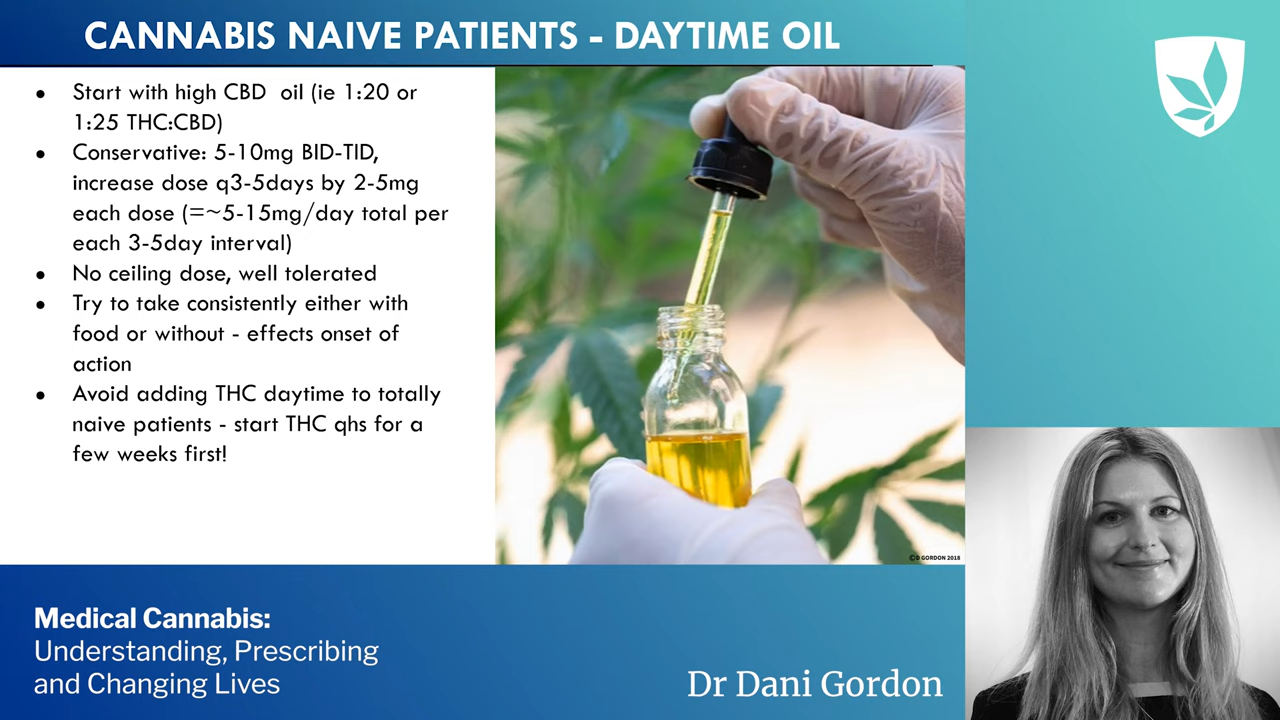 CANNABIS NAIVE PATIENTS - DAYTIME OIL
● Start with high CBD oil (ie 1:20 or
1:25 THC:CBD)
● Conservative: 5-10mg BID-TID,
increase dose q3-5days by 2-5mg
each dose (=~5-15mg/day total per
each 3-5day interval)
● No ceiling dose, well tolerated
● Try to take consistently either with
food or without - effects onset of
action
● Avoid adding THC daytime to totally
naive patients - start THC qhs for a
few weeks first!
©D GORDON 2018
Medical Cannabis:
Understanding, Prescribing
and Changing Lives
Dr Dani Gordon